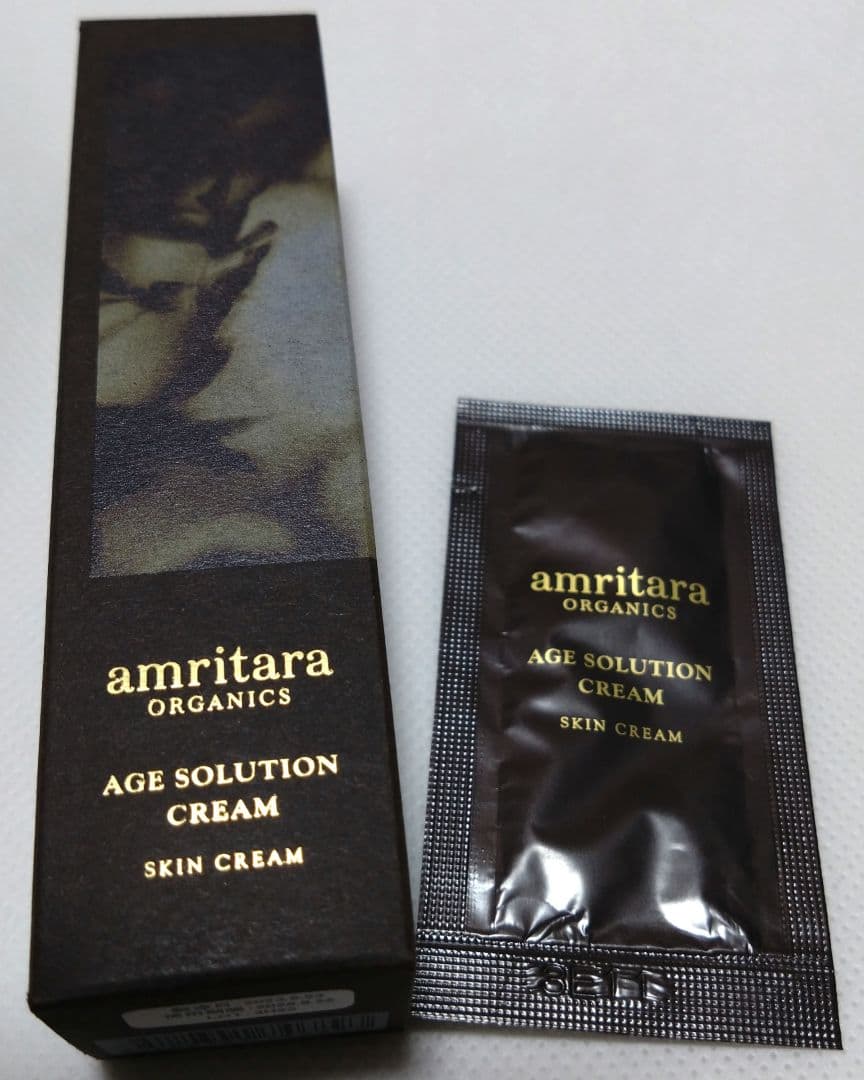 amritara
ORGANICS
AGE SOLUTION
CREAM
SKIN CREAM
amritara
ORGANICS
AGE SOLUTION
CREAM
SKIN CREAM